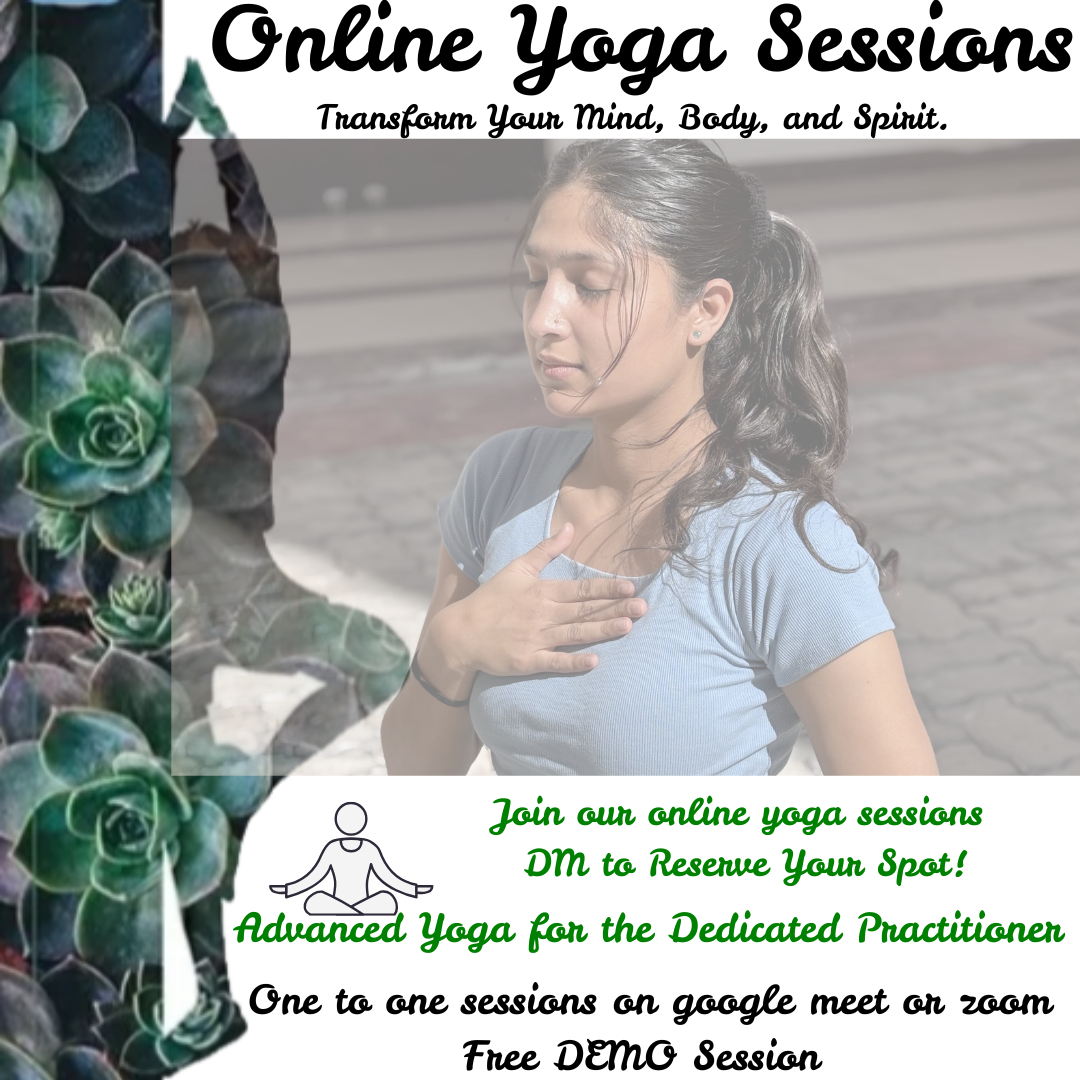 Online Yoga Sessions
Transform Your Mind, Body, and Spirit.
Join our online yoga sessions
DM to Reserve Your Spot!
Advanced Yoga for the Dedicated Practitioner
One to one sessions on google meet or zoom
Free DEMO Session